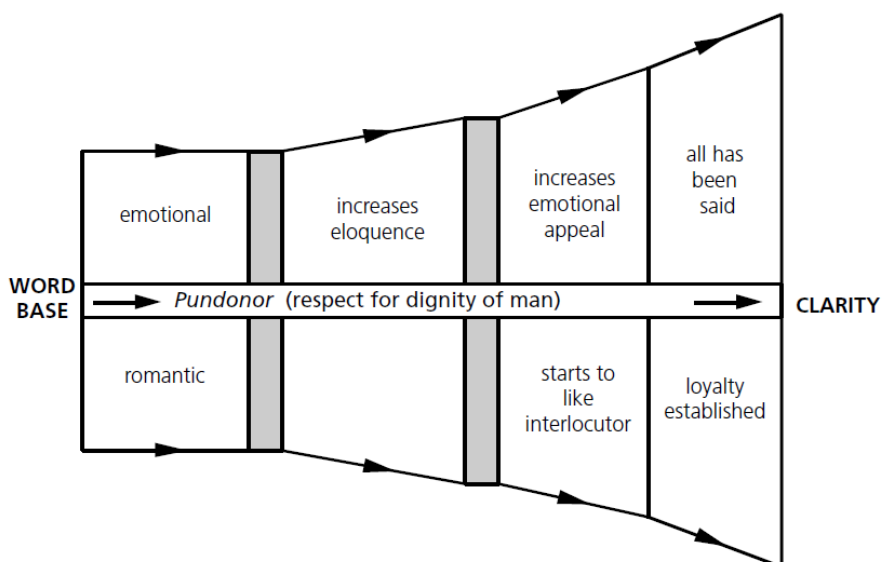 emotional
increases
eloquence
increases
emotional
appeal
all has
been
said
WORD
BASE
Pundonor (respect for dignity of man)
CLARITY
romantic
starts to
like
interlocutor
loyalty
established